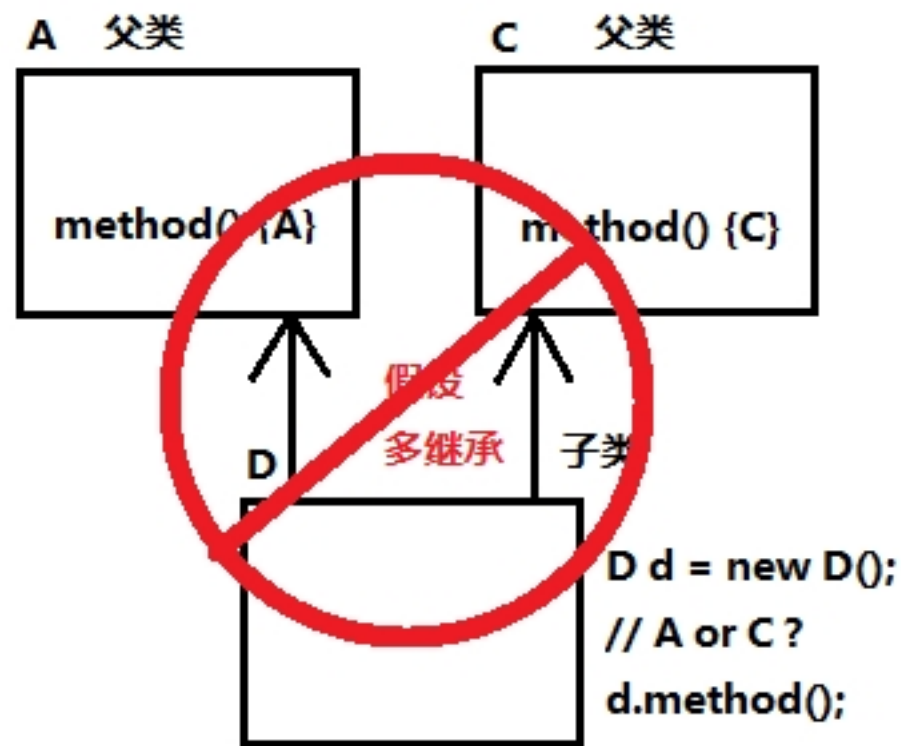 A 父类
C 父类
method() {A}
method() {C}
假设
多继承
D
子类
D d = new D();
// A or C ?
d.method();